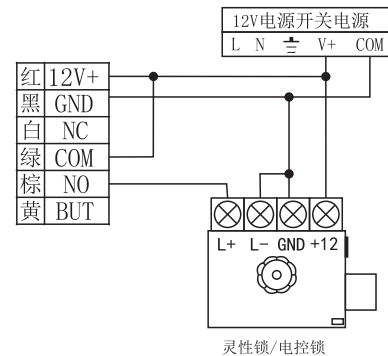 12V电源开关电源
L N V+ COM
红 12V+
黑 GND
白 NC
绿 COM
棕 NO
黄 BUT
L+ L- GND +12
灵性锁/电控锁